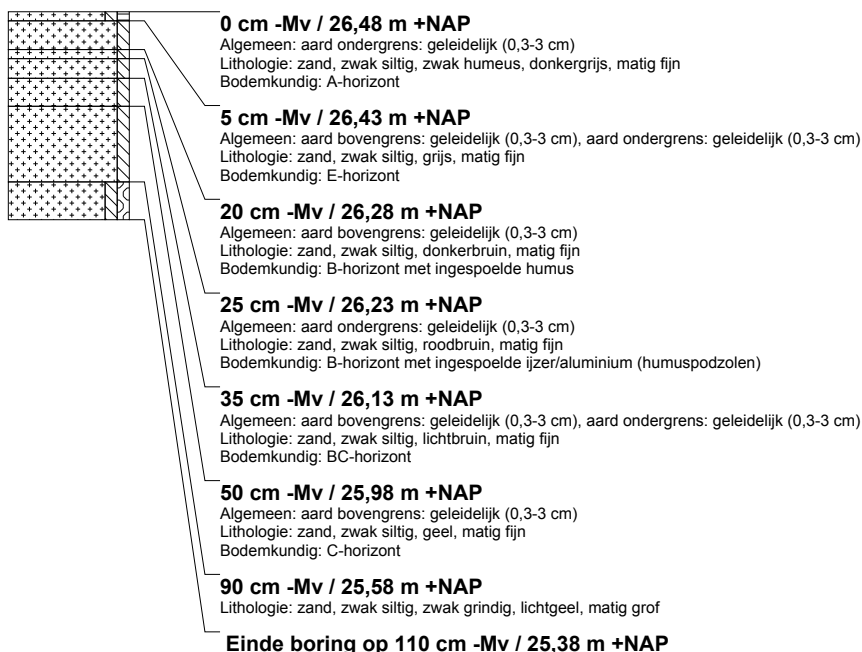 0 cm -Mv / 26,48 m +NAP
Algemeen: aard ondergrens: geleidelijk (0,3-3 cm)
Lithologie: zand, zwak siltig, zwak humeus, donkergrijs, matig fijn
Bodemkundig: A-horizont
5 cm -Mv / 26,43 m +NAP
Algemeen: aard bovengrens: geleidelijk (0,3-3 cm), aard ondergrens: geleidelijk (0,3-3 cm)
Lithologie: zand, zwak siltig, grijs, matig fijn
Bodemkundig: E-horizont
20 cm -Mv / 26,28 m +NAP
Algemeen: aard bovengrens: geleidelijk (0,3-3 cm)
Lithologie: zand, zwak siltig, donkerbruin, matig fijn
Bodemkundig: B-horizont met ingespoelde humus
25 cm -Mv / 26,23 m +NAP
Algemeen: aard ondergrens: geleidelijk (0,3-3 cm)
Lithologie: zand, zwak siltig, roodbruin, matig fijn
Bodemkundig: B-horizont met ingespoelde ijzer/aluminium (humuspodzolen)
35 cm -Mv / 26,13 m +NAP
Algemeen: aard bovengrens: geleidelijk (0,3-3 cm), aard ondergrens: geleidelijk (0,3-3 cm)
Lithologie: zand, zwak siltig, lichtbruin, matig fijn
Bodemkundig: BC-horizont
50 cm -Mv / 25,98 m +NAP
Algemeen: aard bovengrens: geleidelijk (0,3-3 cm)
Lithologie: zand, zwak siltig, geel, matig fijn
Bodemkundig: C-horizont
90 cm -Mv / 25,58 m +NAP
Lithologie: zand, zwak siltig, zwak grindig, lichtgeel, matig grof
Einde boring op 110 cm -Mv / 25,38 m +NAP